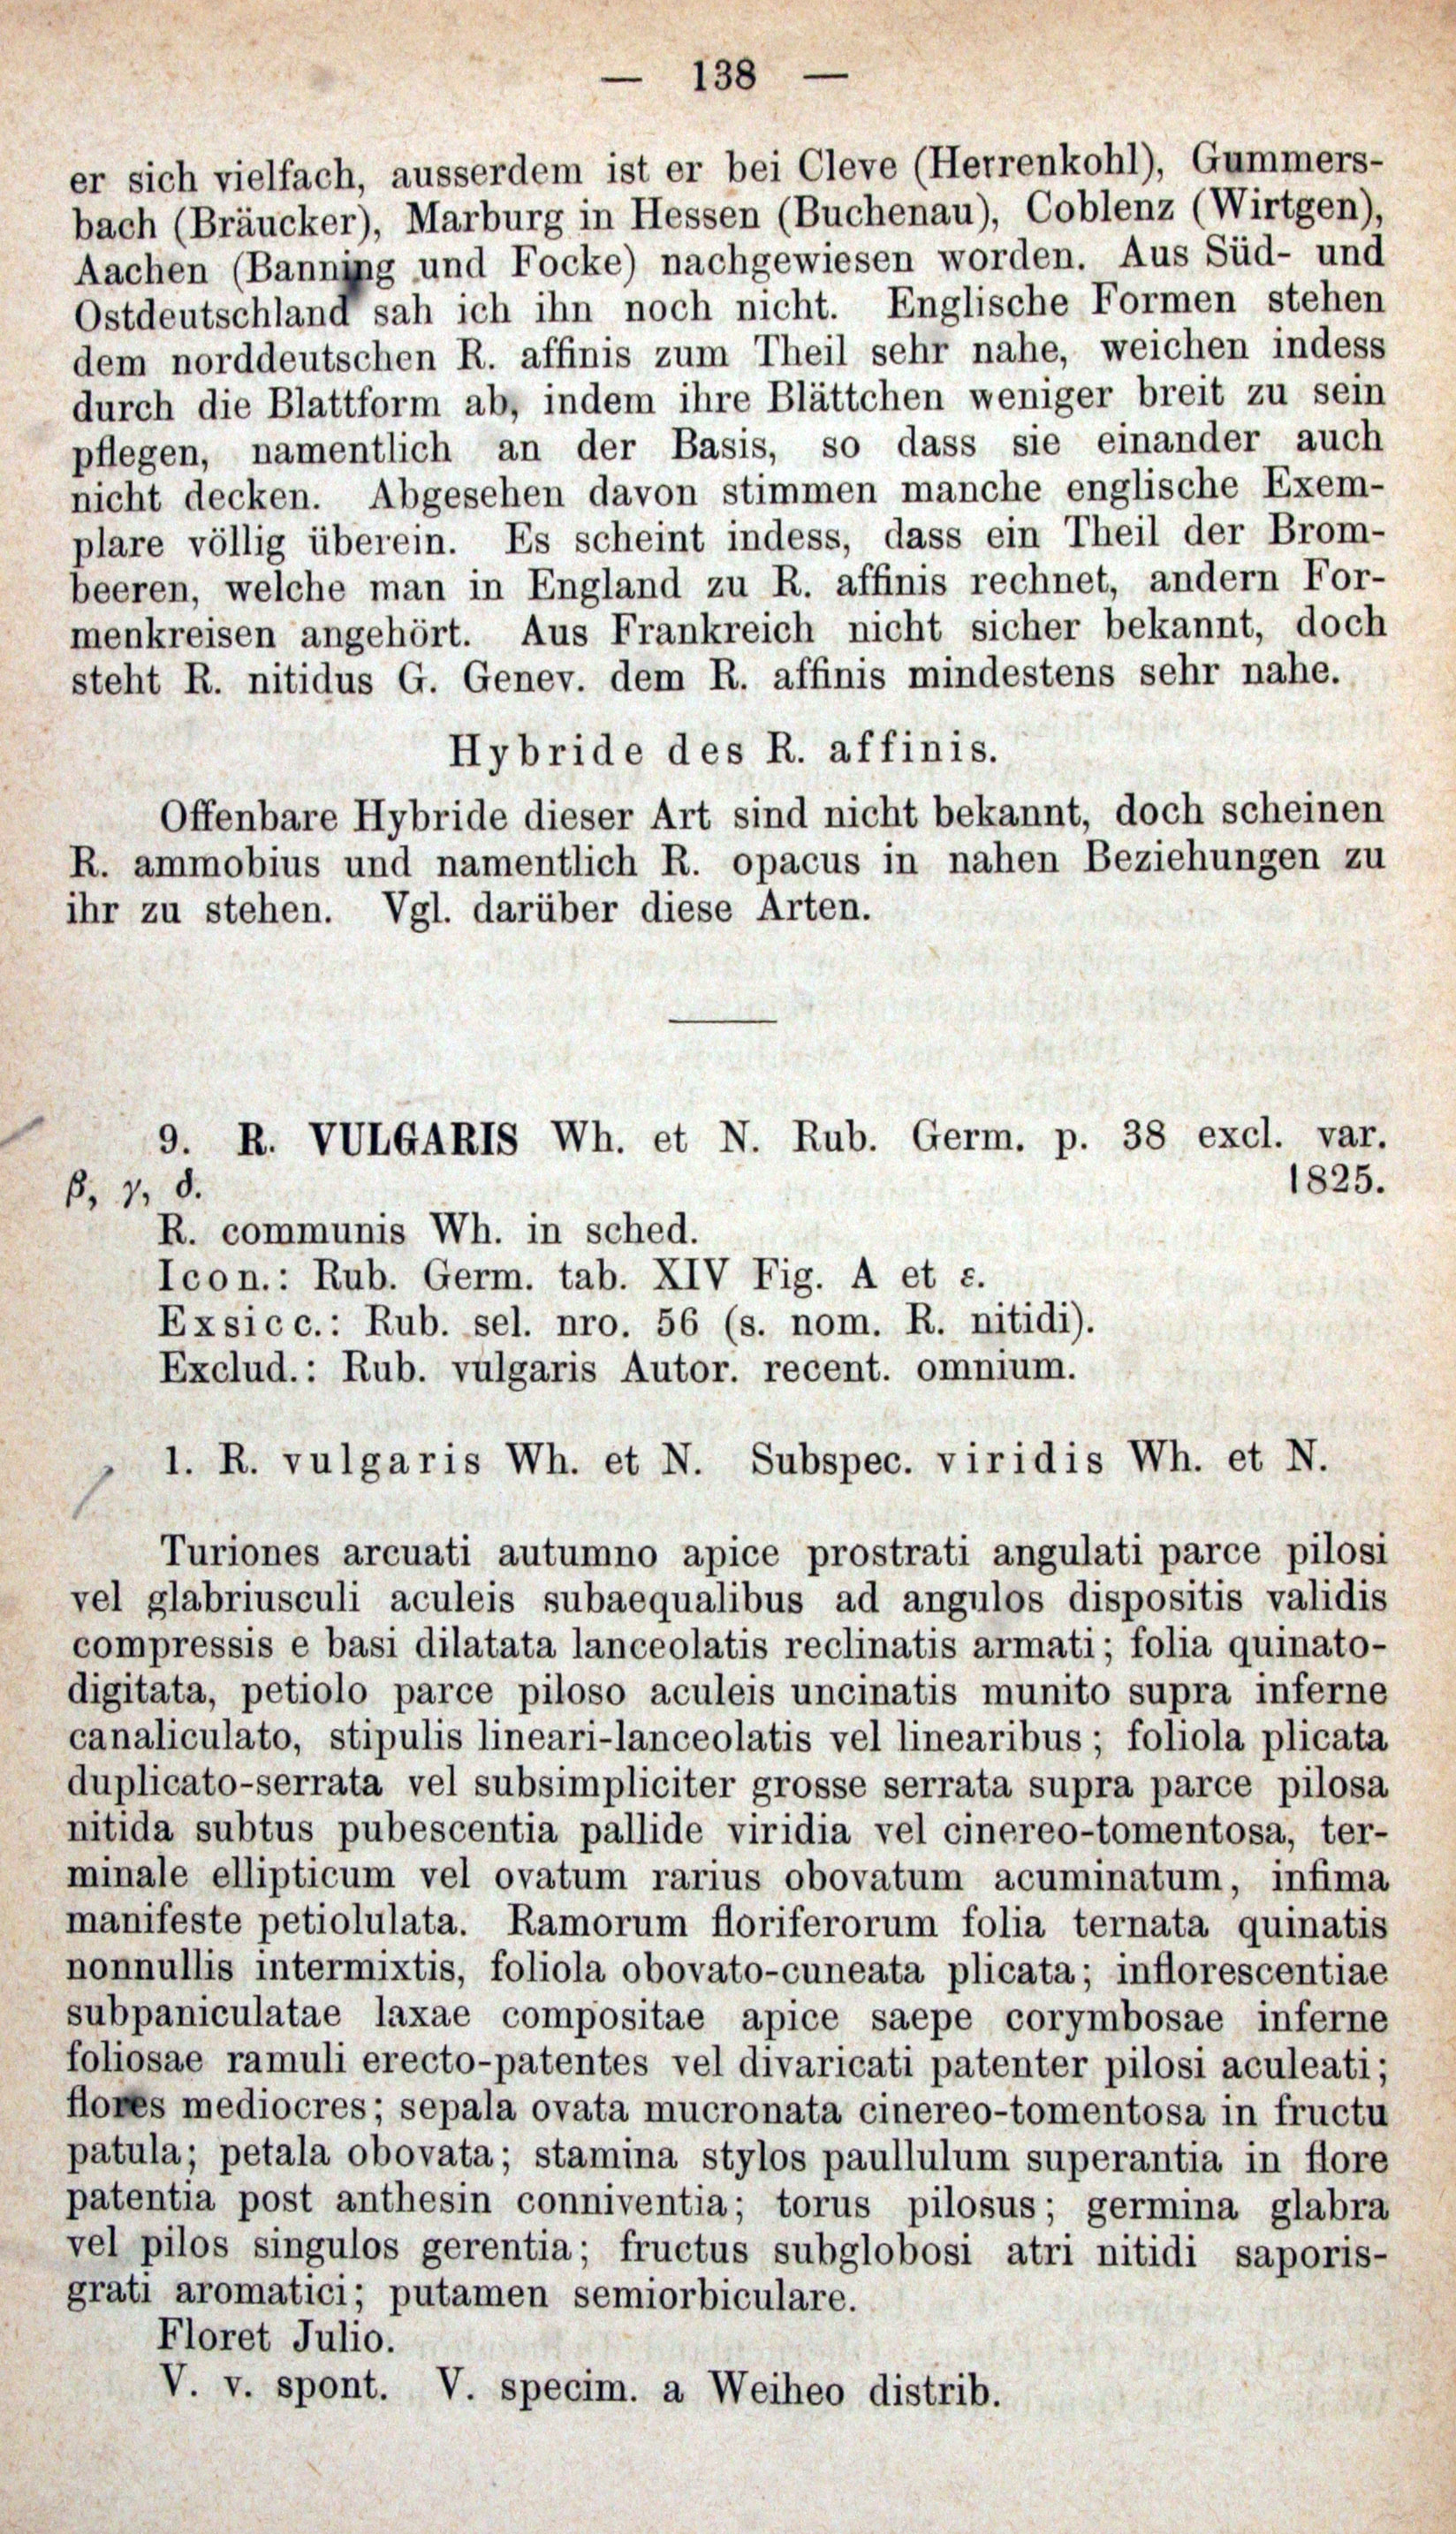 — 138 —
er sich vielfach, ausserdem ist er bei Cleve (Herrenkohl), Gummers-
bach (Bräucker), Marburg in Hessen (Buchenau), Coblenz (Wirtgen),
Aachen (Banning und Focke) nachgewiesen worden. Aus Süd- und
Ostdeutschland sah ich ihn noch nicht. Englische Formen stehen
dem norddeutschen R. affinis zum Theil sehr nahe, weichen indess
durch die Blattform ab, indem ihre Blättchen weniger breit zu sein
pflegen, namentlich an der Basis, so dass sie einander auch
nicht decken. Abgesehen davon stimmen manche englische Exem-
plare völlig überein. Es scheint indess, dass ein Theil der Brom-
beeren, welche man in England zu R. affinis rechnet, andern For-
menkreisen angehört. Aus Frankreich nicht sicher bekannt, doch
steht R. nitidus G. Genev. dem R. affinis mindestens sehr nahe.
Hybride des R. affinis.
Offenbare Hybride dieser Art sind nicht bekannt, doch scheinen
R. ammobius und namentlich R. opacus in nahen Beziehungen zu
ihr zu stehen. Vgl. darüber diese Arten.
9. R. VULGARIS Wh. et N. Rub. Germ. p. 38 excl. var.
β, γ, δ. 1825.
R. communis Wh. in sched.
Icon.: Rub. Germ. tab. XIV Fig. A et ε.
Exsicc.: Rub. sel. nro. 56 (s. nom. R. nitidi).
Exclud.: Rub. vulgaris Autor. recent. omnium.
1. R. vulgaris Wh. et N. Subspec. viridis Wh. et N.
Turiones arcuati autumno apice prostrati angulati parce pilosi
vel glabriusculi aculeis subaequalibus ad angulos dispositis validis
compressis e basi dilatata lanceolatis reclinatis armati; folia quinato-
digitata, petiolo parce piloso aculeis uncinatis munito supra inferne
canaliculato, stipulis lineari-lanceolatis vel linearibus; foliola plicata
duplicato-serrata vel subsimpliciter grosse serrata supra parce pilosa
nitida subtus pubescentia pallide viridia vel cinereo-tomentosa, ter-
minale ellipticum vel ovatum rarius obovatum acuminatum, infima
manifeste petiolulata. Ramorum floriferorum folia ternata quinatis
nonnullis intermixtis, foliola obovato-cuneata plicata; inflorescentiae
subpaniculatae laxae compositae apice saepe corymbosae inferne
foliosae ramuli erecto-patentes vel divaricati patenter pilosi aculeati;
flores mediocres; sepala ovata mucronata cinereo-tomentosa in fructu
patula; petala obovata; stamina stylos paullulum superantia in flore
patentia post anthesin conniventia; torus pilosus; germina glabra
vel pilos singulos gerentia; fructus subglobosi atri nitidi saporis-
grati aromatici; putamen semiorbiculare.
Floret Julio.
V. v. spont. V. specim. a Weiheo distrib.